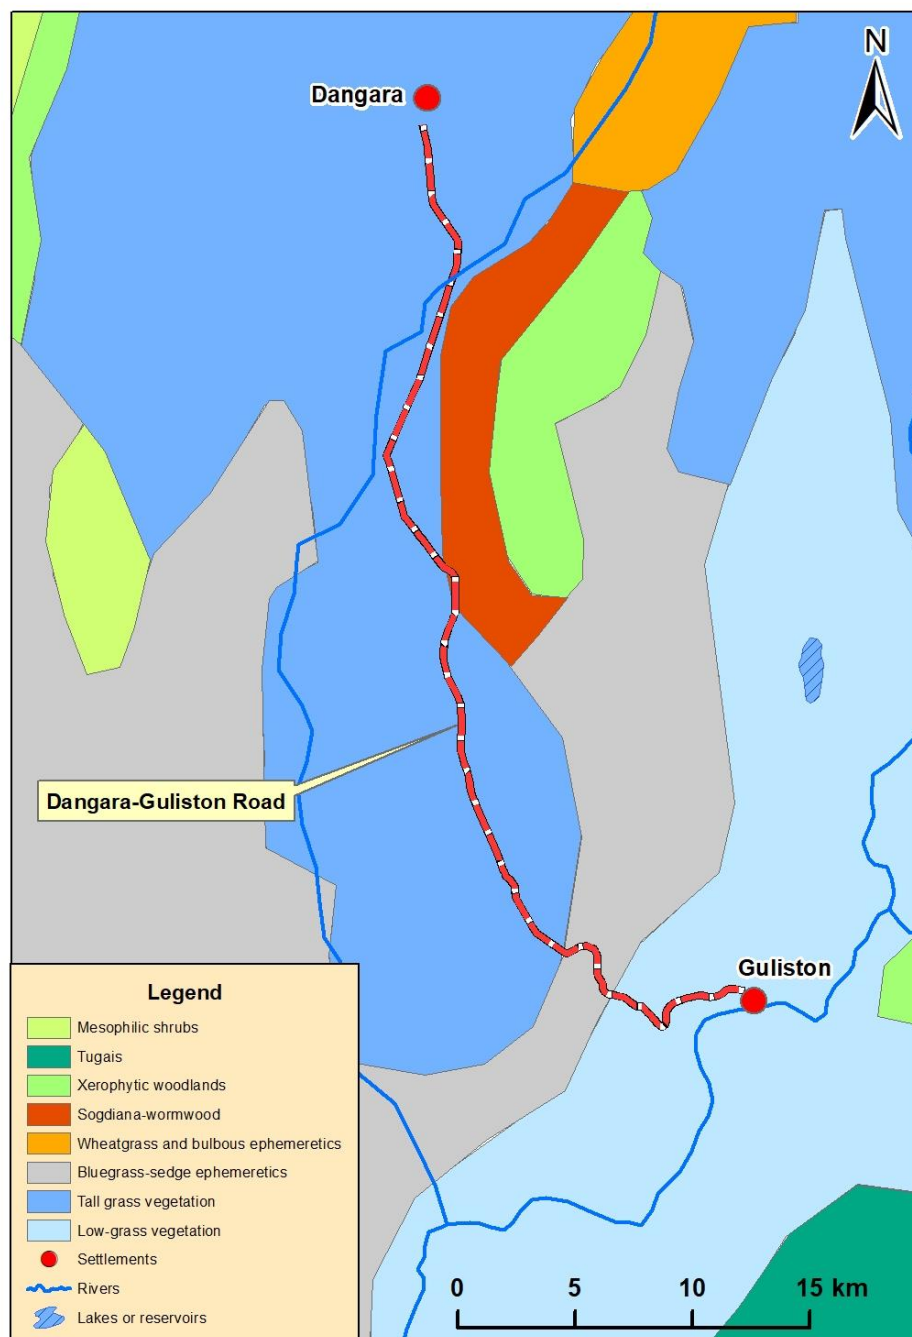 N
Dangara
Dangara-Guliston Road
Guliston
Legend
Mesophilic shrubs
Tugais
Xerophytic woodlands
Sogdiana-wormwood
Wheatgrass and bulbous ephemeretics
Bluegrass-sedge ephemeretics
Tall grass vegetation
Low-grass vegetation
Settlements
Rivers
Lakes or reservoirs
0 5 10 15 km